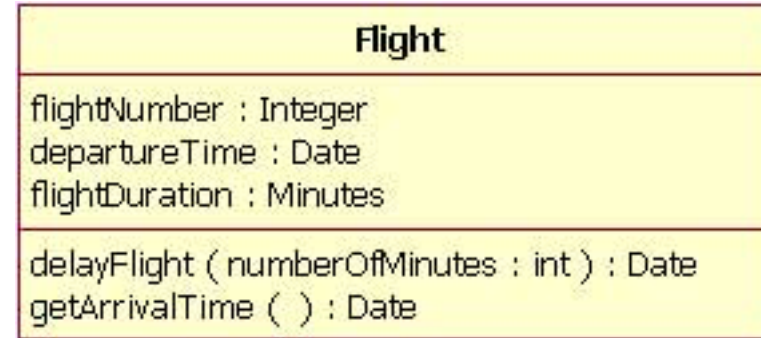 Flight
flightNumber : Integer
departureTime : Date
flightDuration : Minutes
delayFlight ( numberOfMinutes : int ) : Date
getArrivalTime ( ) : Date